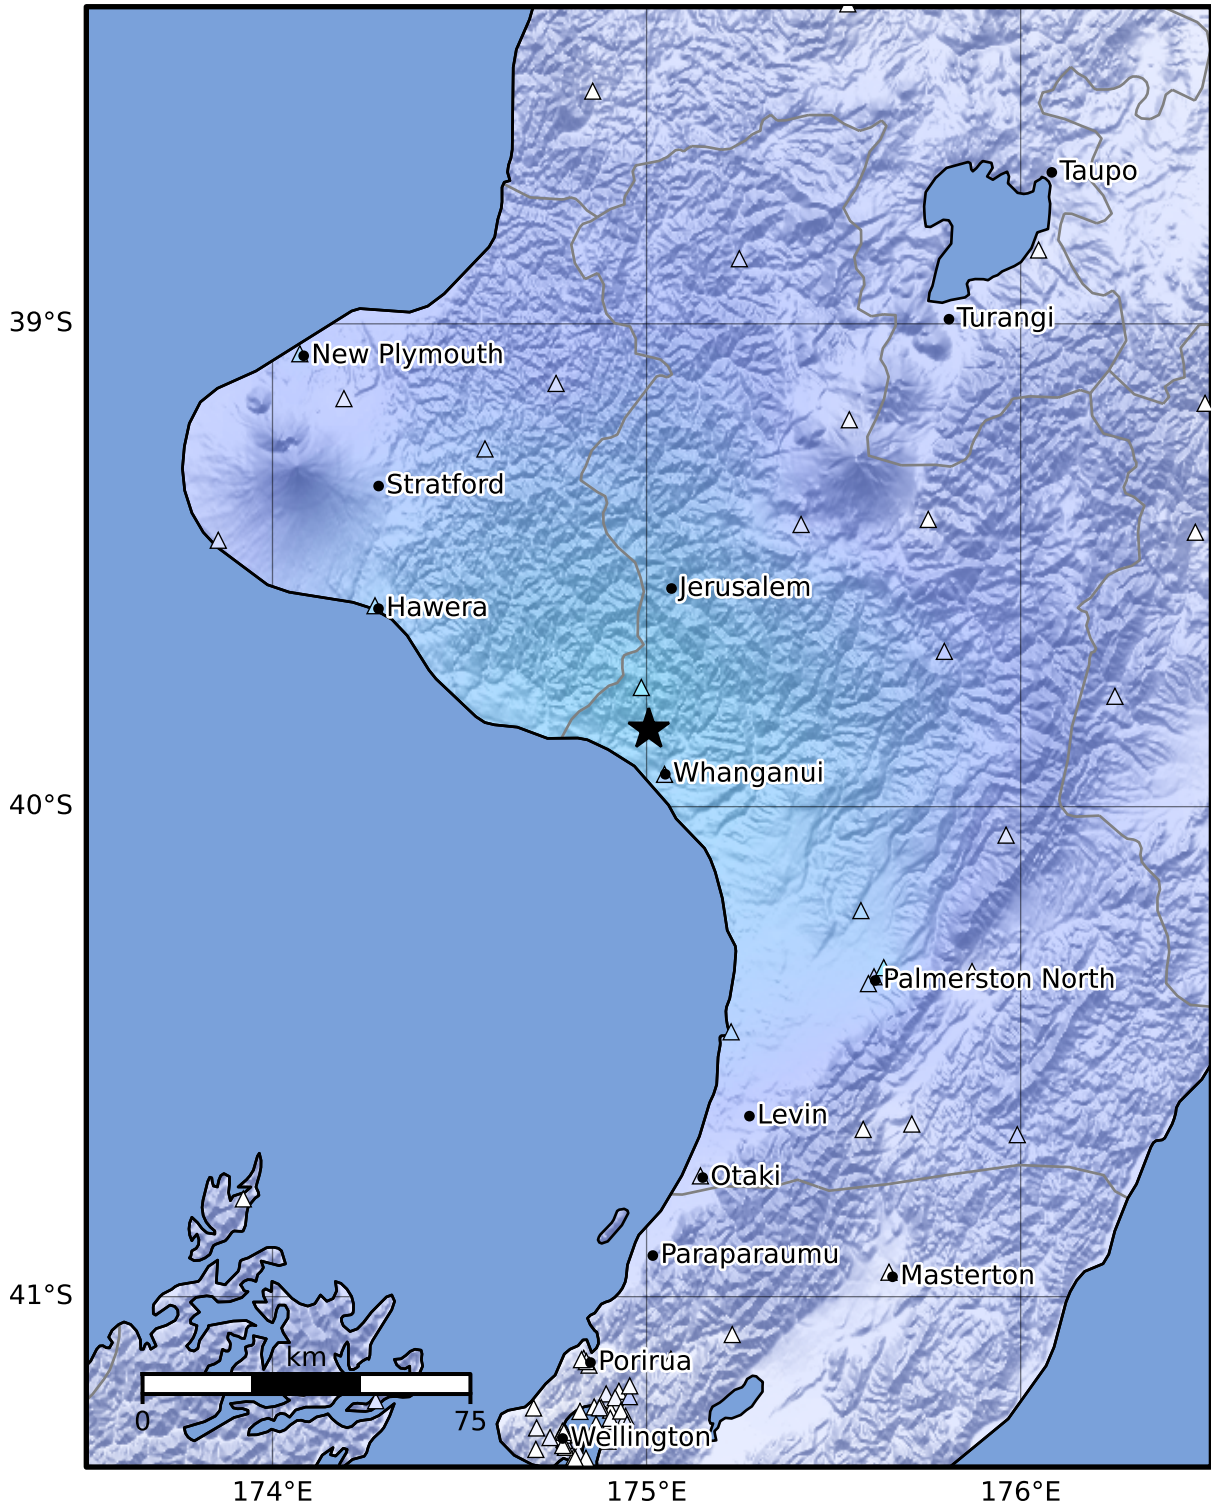 Taupo
39°S
Turangi
New Plymouth
Stratford
Jerusalem
Hawera
Whanganui
40°S
Palmerston North
Levin
Otaki
Paraparaumu
Masterton
41°S
km
Porirua
0
75
Wellington
174°E
175°E
176°E